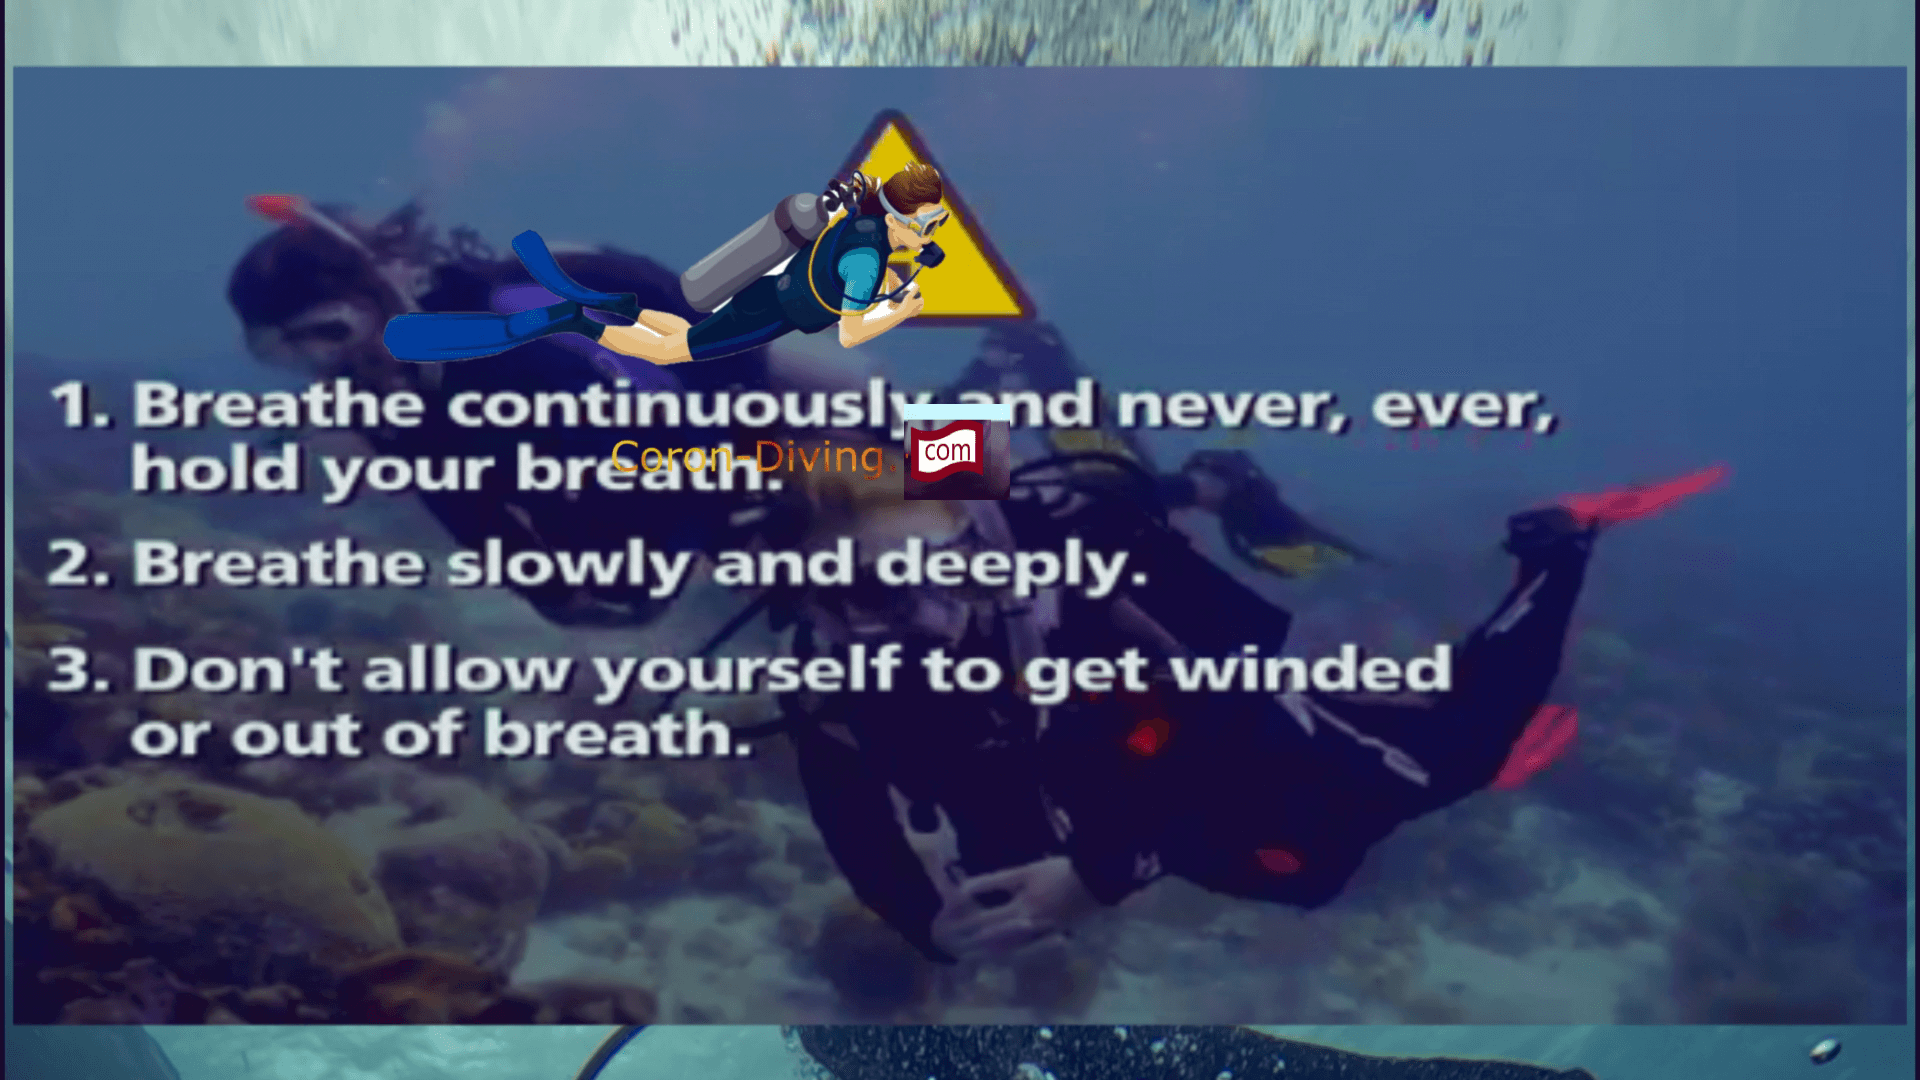 1. Breathe continuously and never, ever,
hold your breath.
Coron-Diving.com
2. Breathe slowly and deeply.
3. Don't allow yourself to get winded
or out of breath.